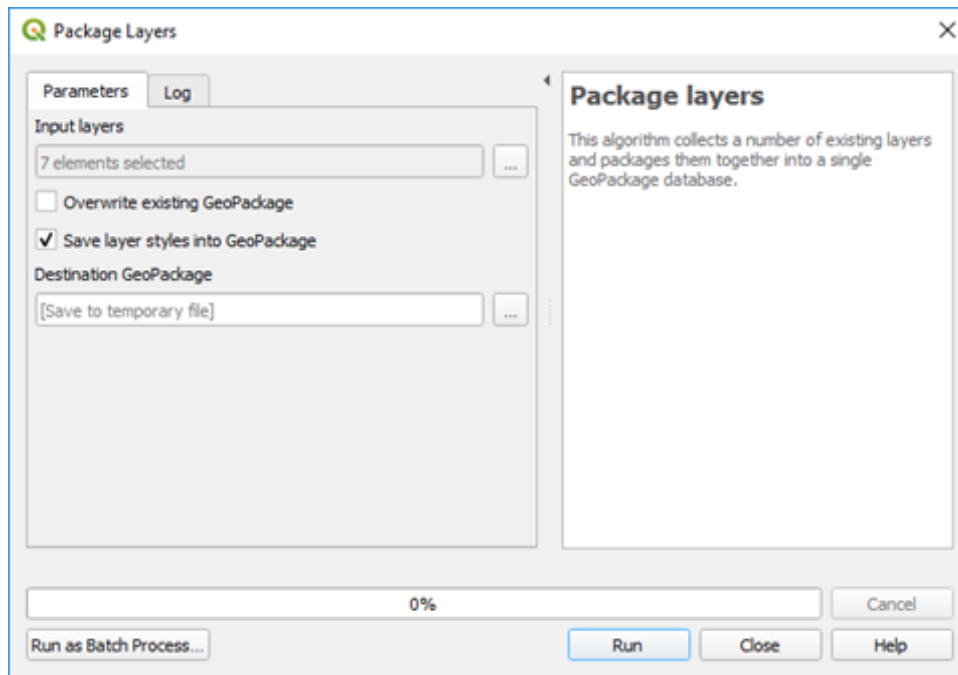 Package Layers
Parameters
Log
Input layers
7 elements selected
...
Overwrite existing GeoPackage
Save layer styles into GeoPackage
Destination GeoPackage
[Save to temporary file]
...
Package layers
This algorithm collects a number of existing layers
and packages them together into a single
GeoPackage database.
0%
Cancel
Run as Batch Process...
Run
Close
Help